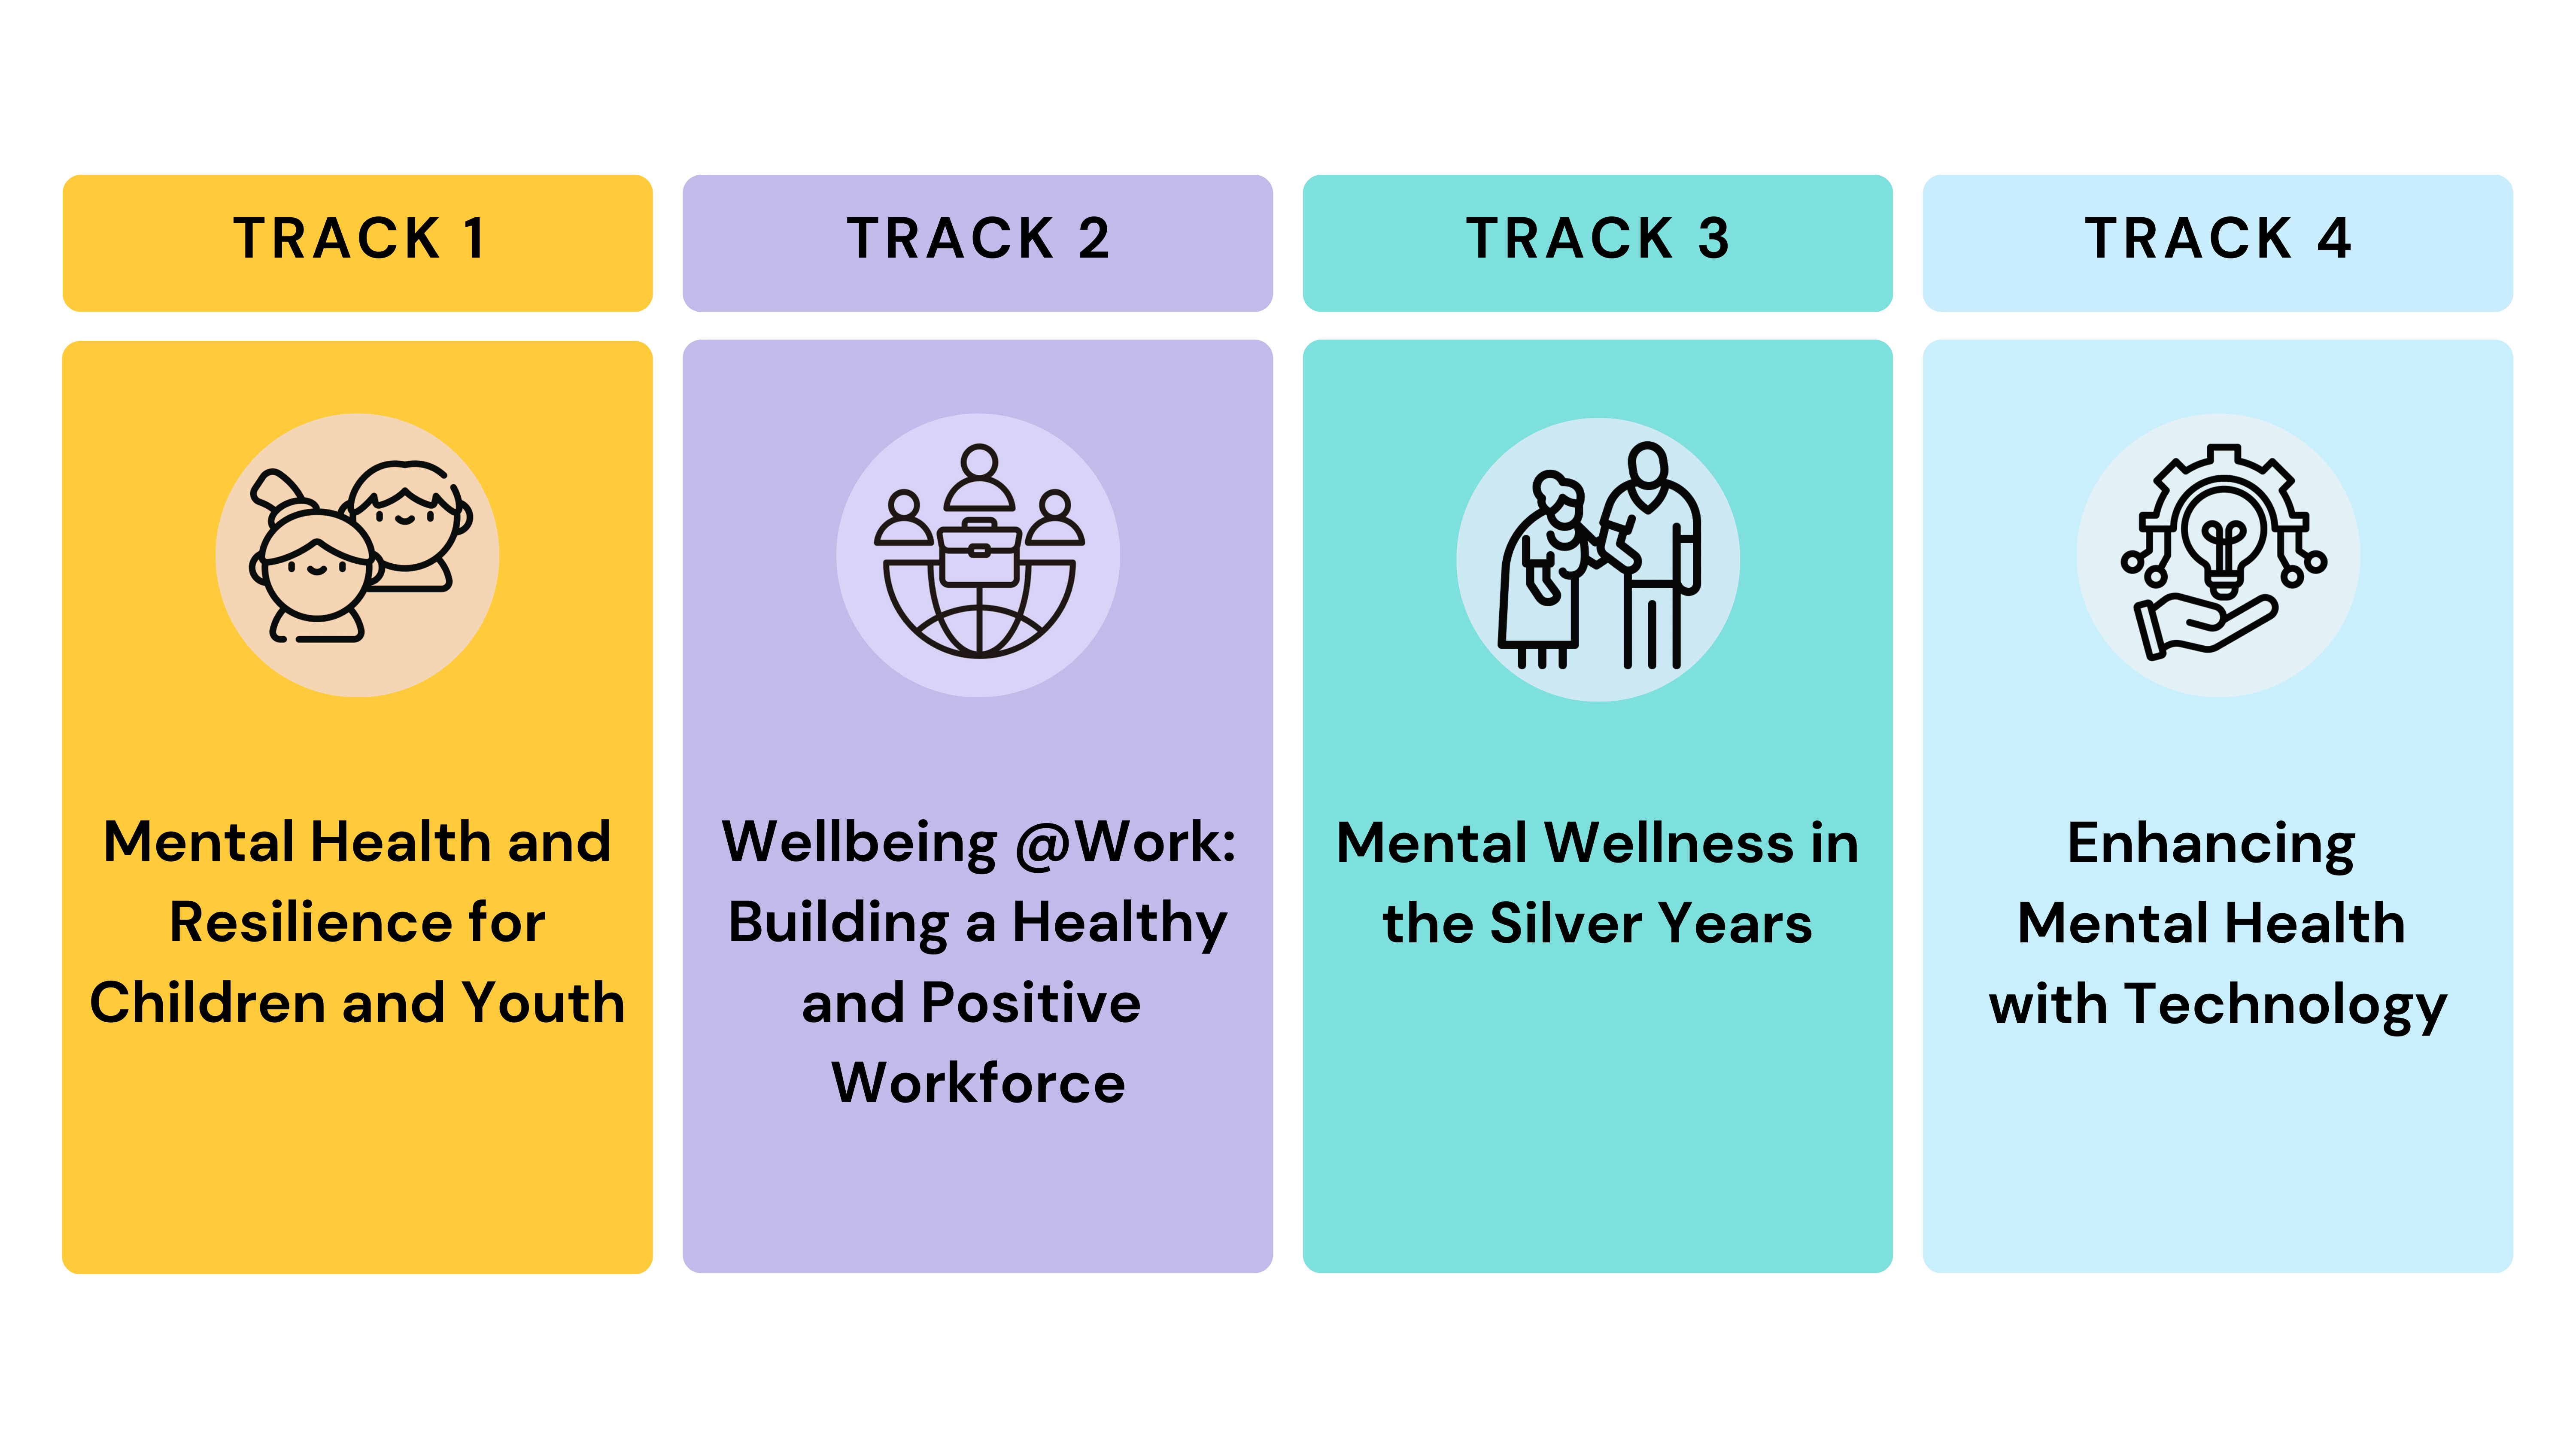 TRACK 1
Mental Health and
Resilience for
Children and Youth
TRACK 2
Wellbeing @Work:
Building a Healthy
and Positive
Workforce
TRACK 3
Mental Wellness in
the Silver Years
TRACK 4
Enhancing
Mental Health
with Technology